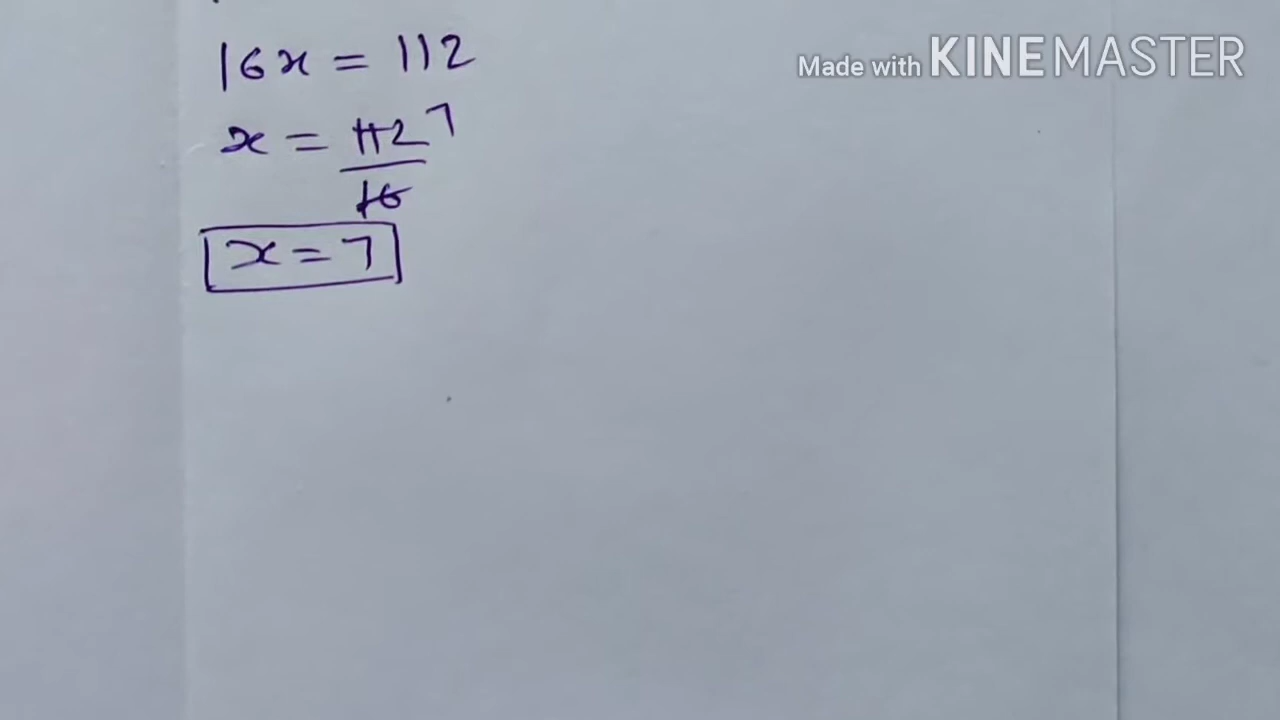 16x = 112
Made with KINEMASTER
x = 112 7
16
x = 7